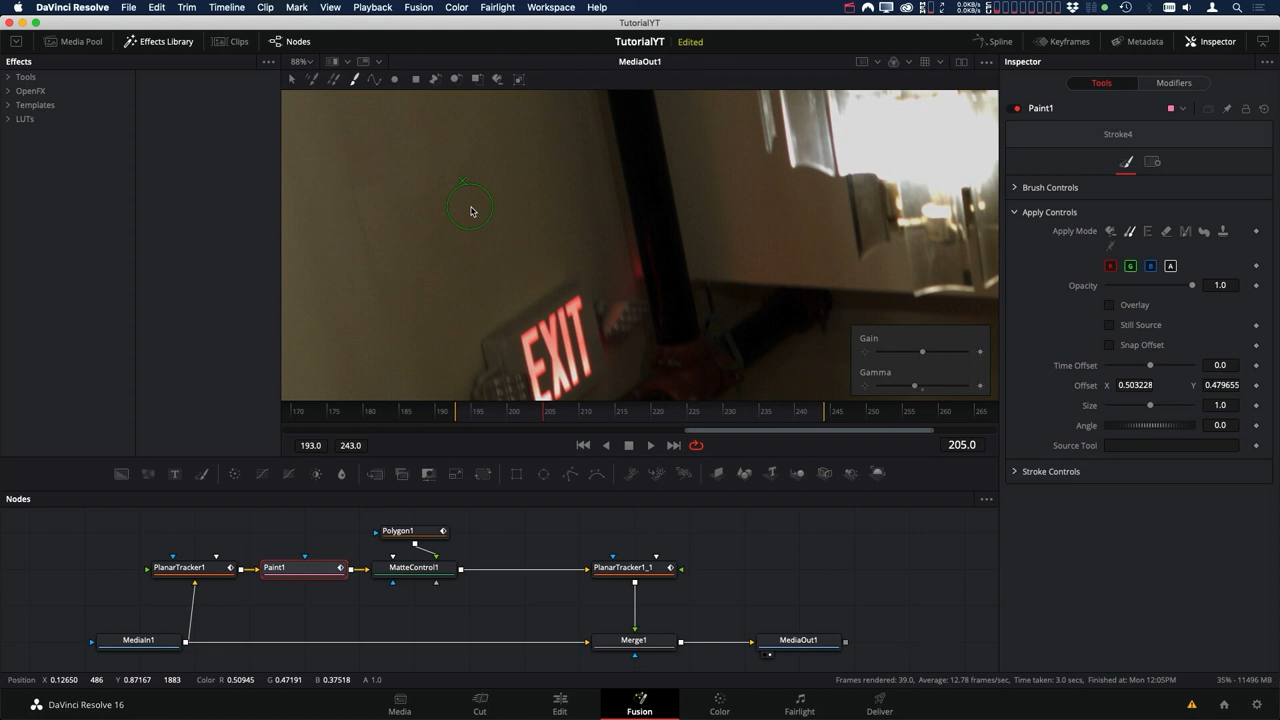 DaVinci Resolve File Edit Trim Timeline Clip Mark View Playback Fusion Color Fairlight Workspace Help
TutorialYT
Media Pool Effects Library Clips Nodes TutorialYT Edited Spline Keyframes Metadata Inspector
Effects 88% MediaOut1 Inspector
Tools
OpenFX
Templates
LUTs
Tools Modifiers
Paint1
Stroke4
Brush Controls
Apply Controls
Apply Mode
R G B A
Opacity 1.0
Overlay
Still Source
Snap Offset
Time Offset 0.0
Offset X 0.503228 Y 0.479655
Size 1.0
Angle 0.0
Source Tool
Stroke Controls
EXIT
Gain
Gamma
170 175 180 185 190 195 200 205 210 215 220 225 230 235 240 245 250 255 260 265
193.0 243.0 205.0
Nodes
Polygon1
PlanarTracker1 Paint1 MatteControl1 PlanarTracker1_1
MediaIn1 Merge1 MediaOut1
Position X 0.12650 486 Y 0.87167 1883 Color R 0.50945 G 0.47191 B 0.37518 A 1.0 Frames rendered: 39.0, Average: 12.78 frames/sec, Time taken: 3.0 secs, Finished at: Mon 12:05PM 35% - 11496 MB
DaVinci Resolve 16 Media Cut Edit Fusion Color Fairlight Deliver